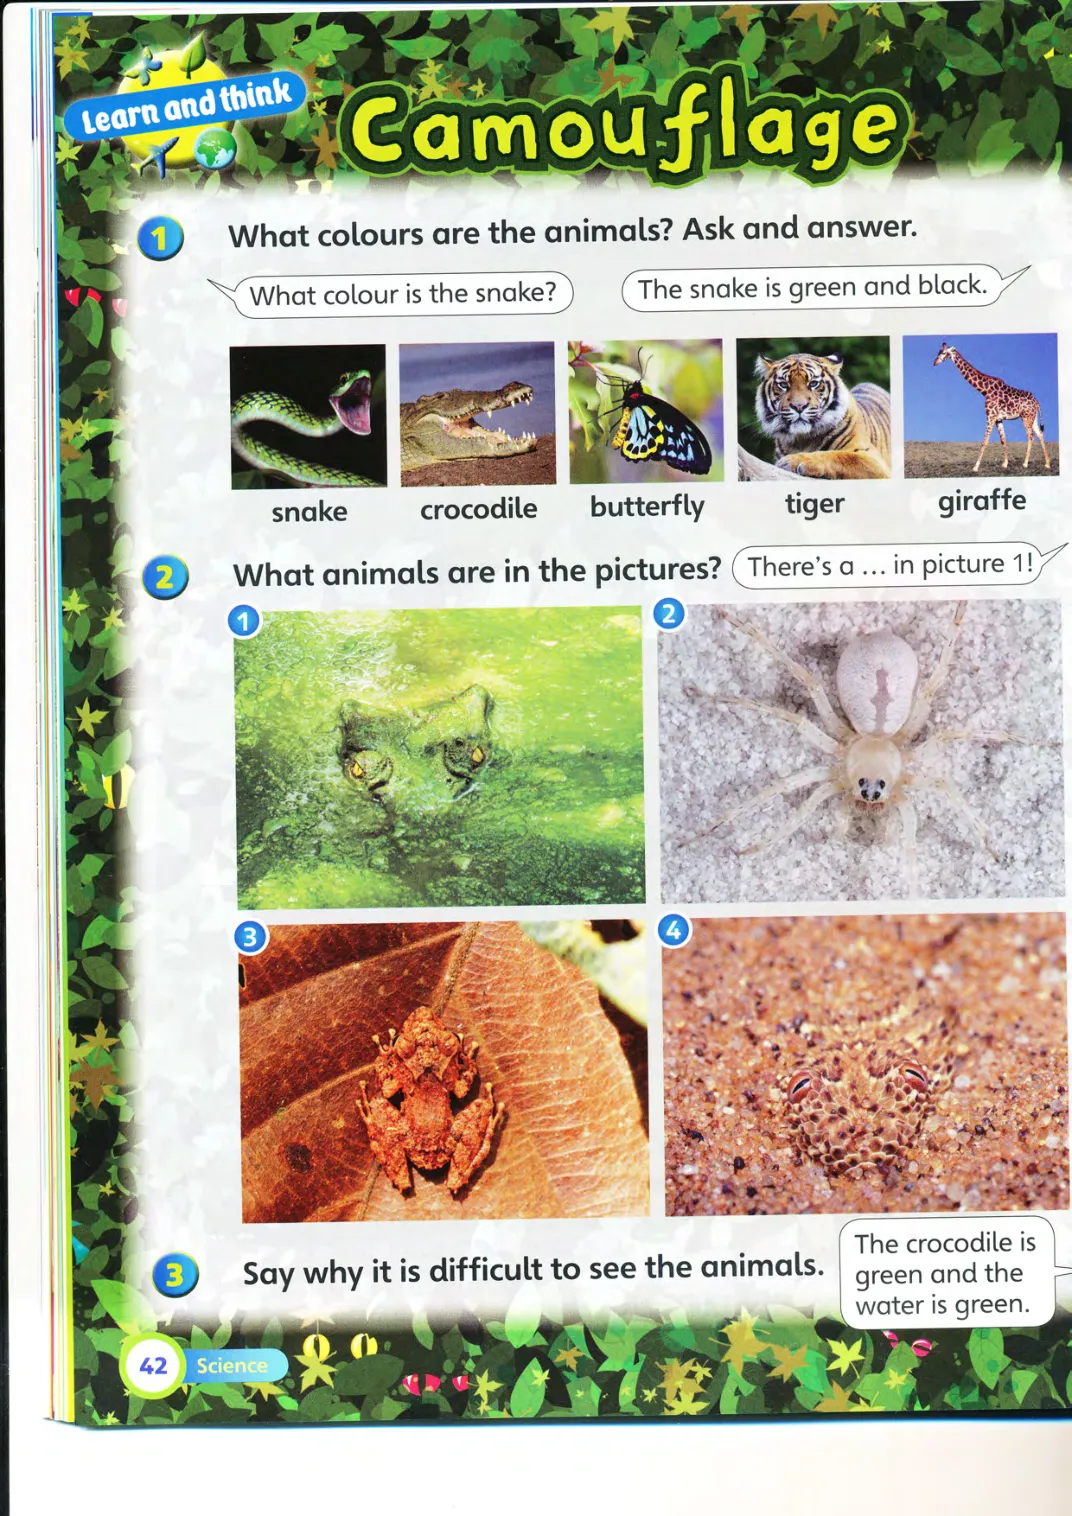 Learn and think
Camouflage
1 What colours are the animals? Ask and answer.
What colour is the snake?
The snake is green and black.
snake
crocodile
butterfly
tiger
giraffe
2 What animals are in the pictures?
There's a ... in picture 1!
1
2
3
4
3 Say why it is difficult to see the animals.
The crocodile is
green and the
water is green.
42 Science